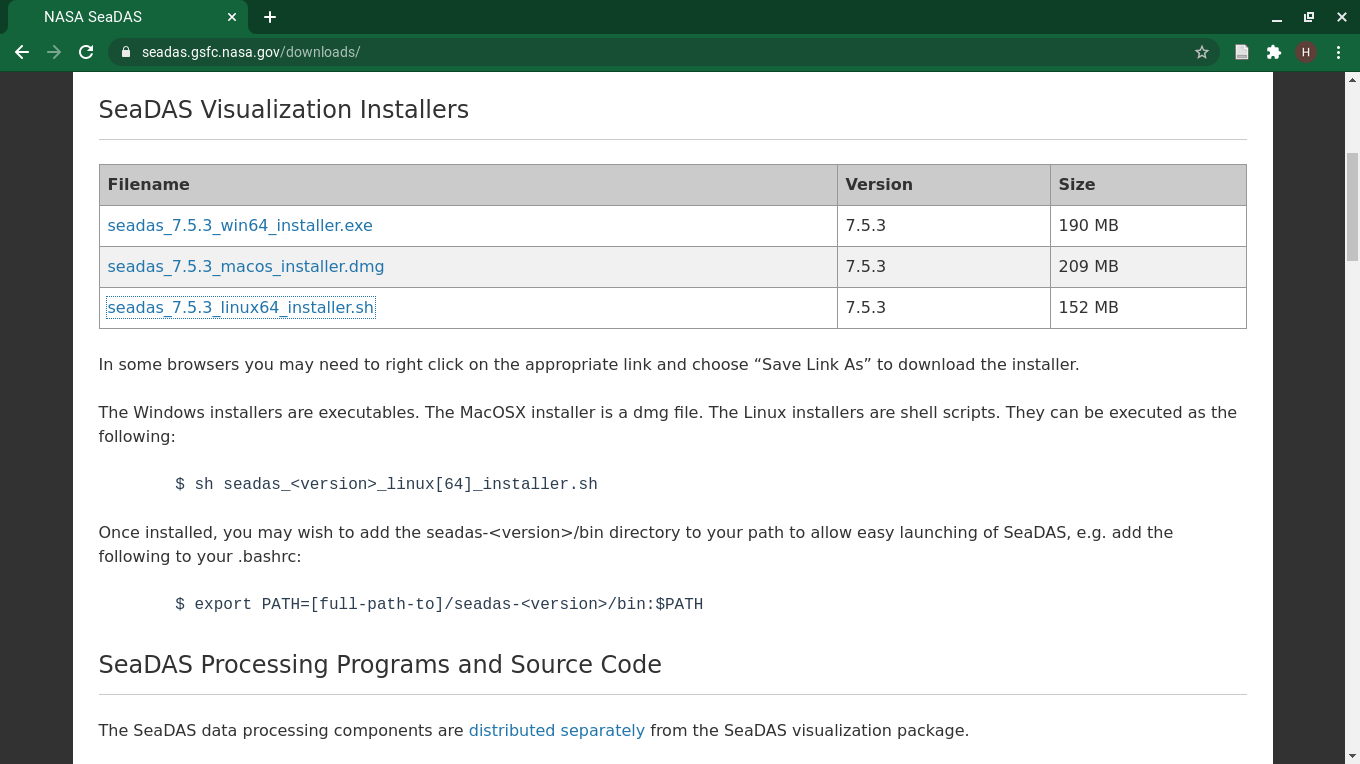 NASA SeaDAS
seadas.gsfc.nasa.gov/downloads/
H
SeaDAS Visualization Installers
Filename Version Size
seadas_7.5.3_win64_installer.exe 7.5.3 190 MB
seadas_7.5.3_macos_installer.dmg 7.5.3 209 MB
seadas_7.5.3_linux64_installer.sh 7.5.3 152 MB
In some browsers you may need to right click on the appropriate link and choose “Save Link As” to download the installer.
The Windows installers are executables. The MacOSX installer is a dmg file. The Linux installers are shell scripts. They can be executed as the
following:
$ sh seadas_<version>_linux[64]_installer.sh
Once installed, you may wish to add the seadas-<version>/bin directory to your path to allow easy launching of SeaDAS, e.g. add the
following to your .bashrc:
$ export PATH=[full-path-to]/seadas-<version>/bin:$PATH
SeaDAS Processing Programs and Source Code
The SeaDAS data processing components are distributed separately from the SeaDAS visualization package.